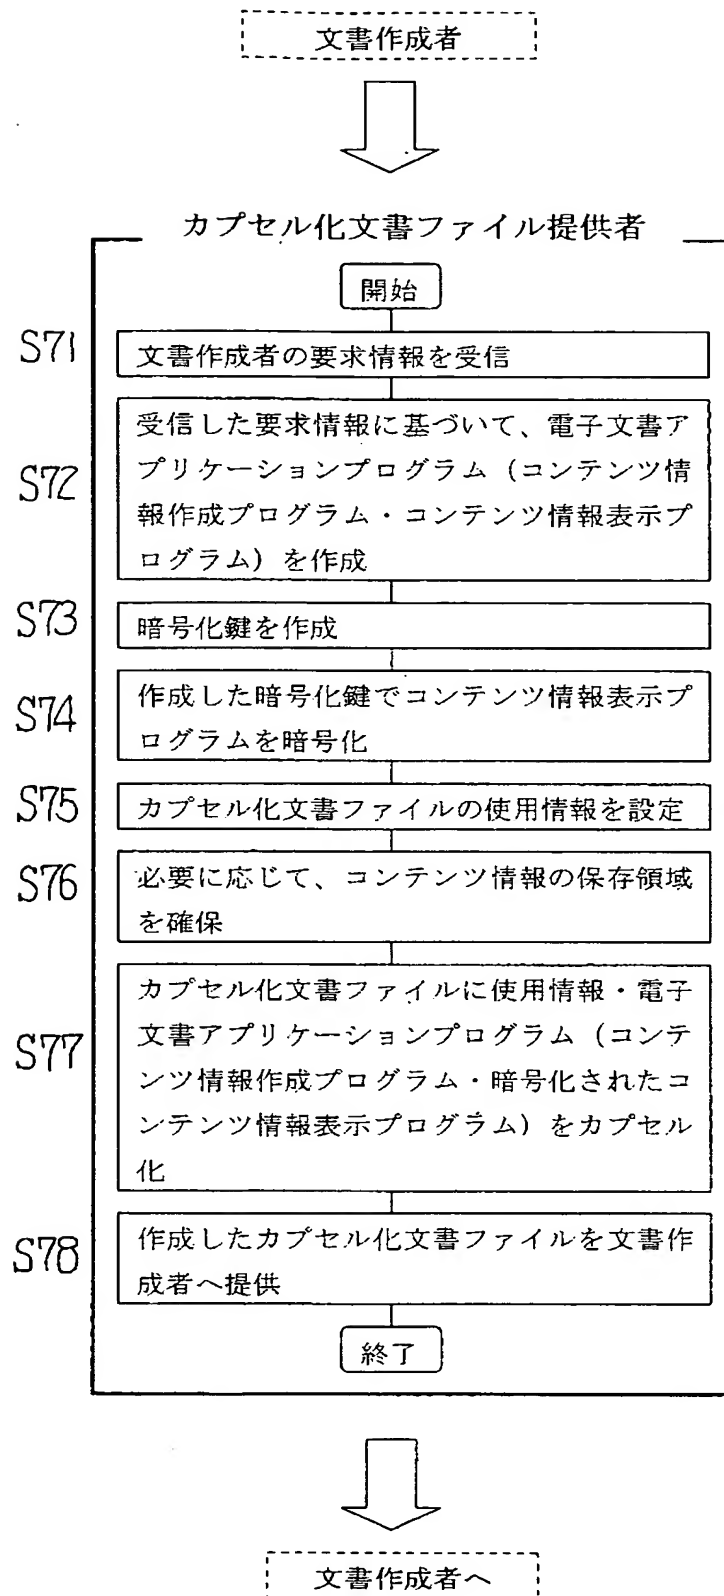 文書作成者
カプセル化文書ファイル提供者
開始
S71
文書作成者の要求情報を受信
S72
受信した要求情報に基づいて、電子文書ア
プリケーションプログラム（コンテンツ情
報作成プログラム・コンテンツ情報表示プ
ログラム）を作成
S73
暗号化鍵を作成
S74
作成した暗号化鍵でコンテンツ情報表示プ
ログラムを暗号化
S75
カプセル化文書ファイルの使用情報を設定
S76
必要に応じて、コンテンツ情報の保存領域
を確保
S77
カプセル化文書ファイルに使用情報・電子
文書アプリケーションプログラム（コンテ
ンツ情報作成プログラム・暗号化されたコ
ンテンツ情報表示プログラム）をカプセル
化
S78
作成したカプセル化文書ファイルを文書作
成者へ提供
終了
文書作成者へ